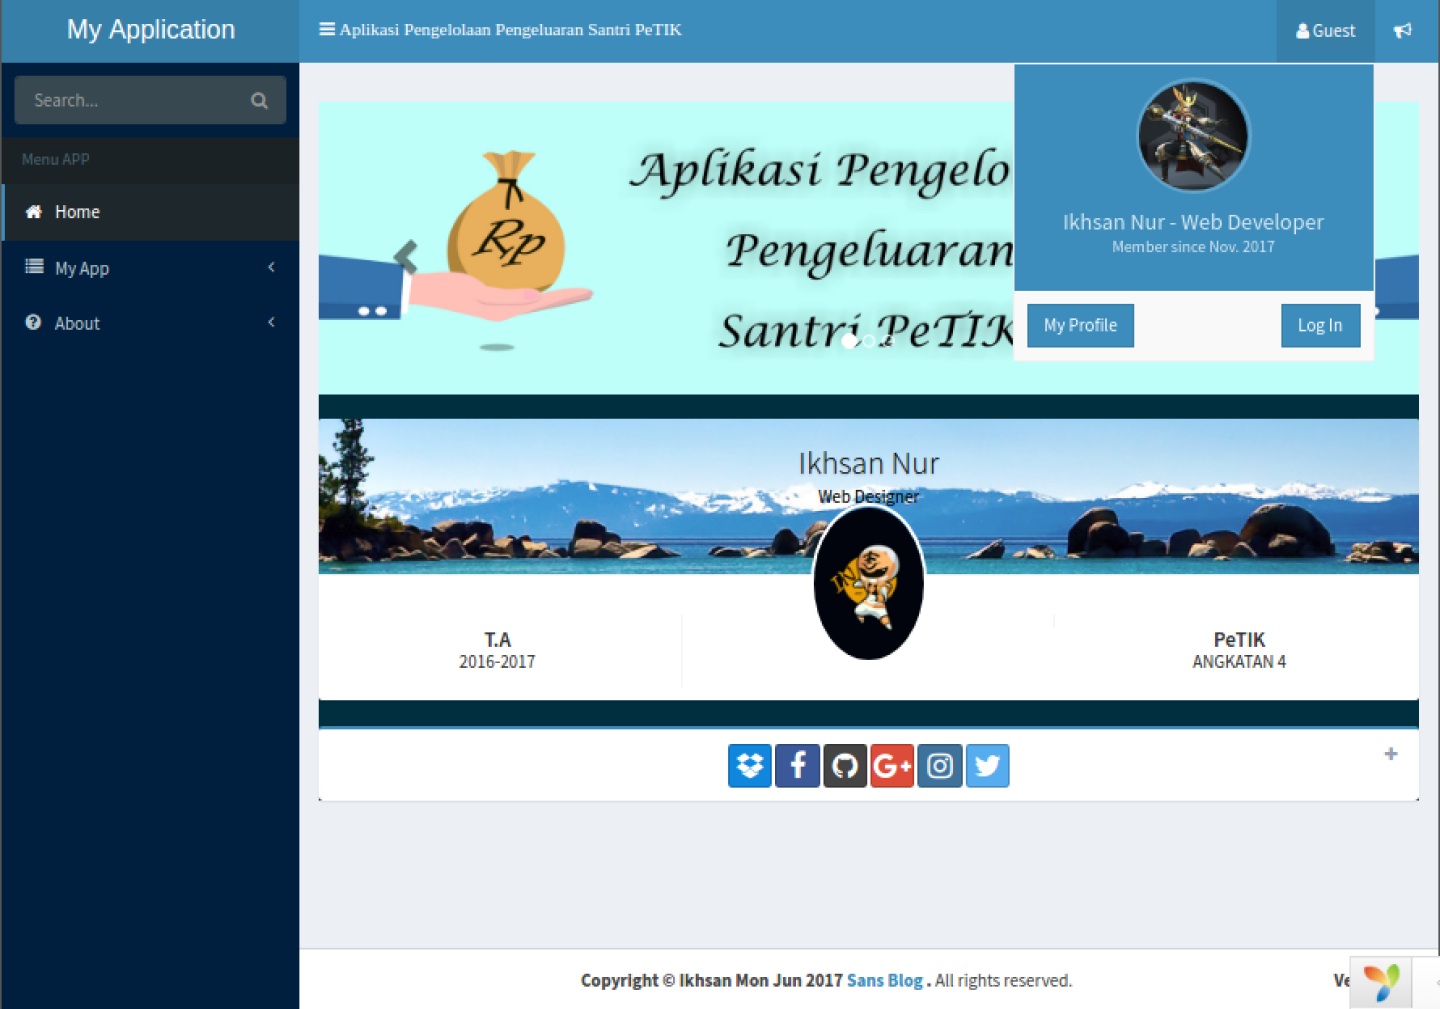 My Application
Aplikasi Pengelolaan Pengeluaran Santri PeTIK
Guest
Search...
Menu APP
Home
My App
About
Rp
Aplikasi Pengelo
Pengeluaran
Santri PeTIK
Ikhsan Nur - Web Developer
Member since Nov. 2017
My Profile
Log In
Ikhsan Nur
Web Designer
T.A
2016-2017
PeTIK
ANGKATAN 4
Copyright © Ikhsan Mon Jun 2017 Sans Blog . All rights reserved.